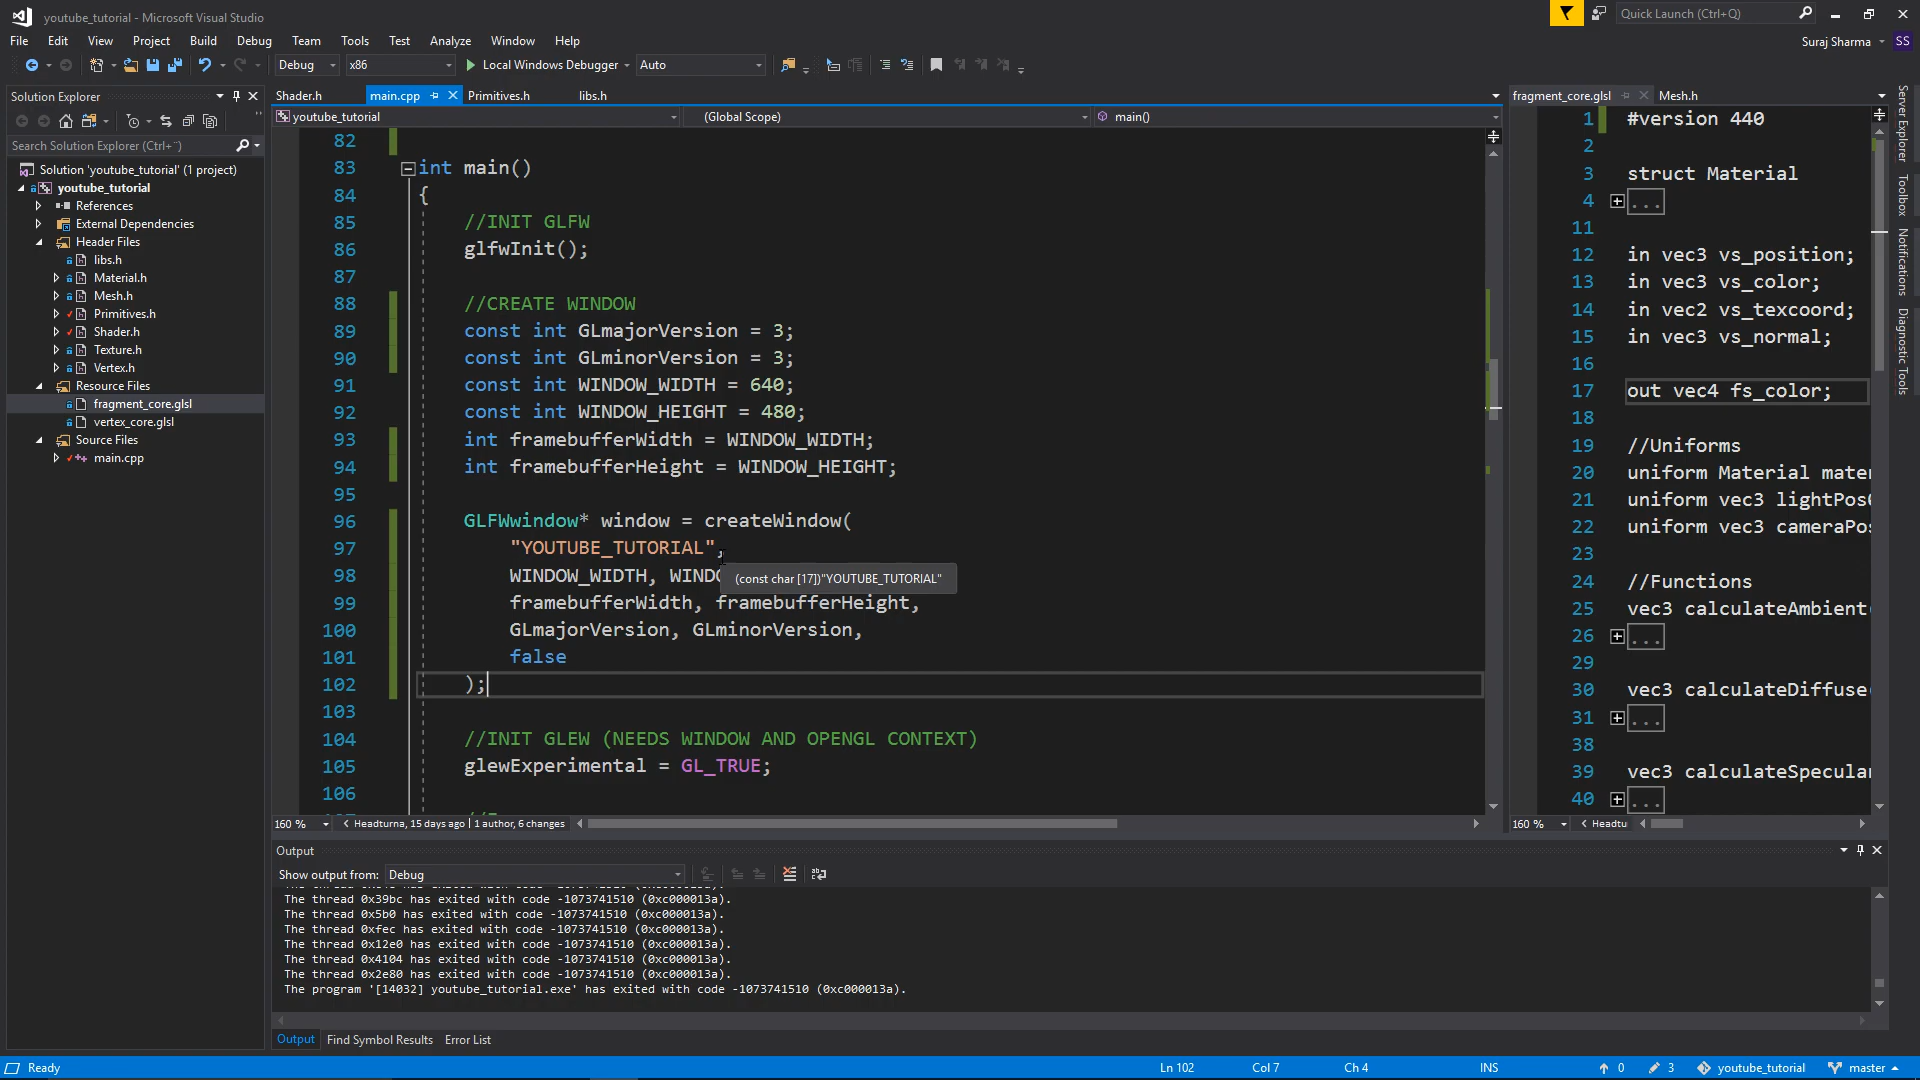 youtube_tutorial - Microsoft Visual Studio
Quick Launch (Ctrl+Q)
File Edit View Project Build Debug Team Tools Test Analyze Window Help
Suraj Sharma SS
Debug x86 Local Windows Debugger Auto
Solution Explorer
Search Solution Explorer (Ctrl+¨)
Solution 'youtube_tutorial' (1 project)
youtube_tutorial
References
External Dependencies
Header Files
libs.h
Material.h
Mesh.h
Primitives.h
Shader.h
Texture.h
Vertex.h
Resource Files
fragment_core.glsl
vertex_core.glsl
Source Files
main.cpp
Shader.h main.cpp Primitives.h libs.h
youtube_tutorial (Global Scope) main()
82
83 int main()
84 {
85 //INIT GLFW
86 glfwInit();
87
88 //CREATE WINDOW
89 const int GLmajorVersion = 3;
90 const int GLminorVersion = 3;
91 const int WINDOW_WIDTH = 640;
92 const int WINDOW_HEIGHT = 480;
93 int framebufferWidth = WINDOW_WIDTH;
94 int framebufferHeight = WINDOW_HEIGHT;
95
96 GLFWwindow* window = createWindow(
97 "YOUTUBE_TUTORIAL",
98 WINDOW_WIDTH, WINDO
(const char [17])"YOUTUBE_TUTORIAL"
99 framebufferWidth, framebufferHeight,
100 GLmajorVersion, GLminorVersion,
101 false
102 );
103
104 //INIT GLEW (NEEDS WINDOW AND OPENGL CONTEXT)
105 glewExperimental = GL_TRUE;
106
160 % Headturna, 15 days ago | 1 author, 6 changes
fragment_core.glsl Mesh.h
1 #version 440
2
3 struct Material
4 ...
11
12 in vec3 vs_position;
13 in vec3 vs_color;
14 in vec2 vs_texcoord;
15 in vec3 vs_normal;
16
17 out vec4 fs_color;
18
19 //Uniforms
20 uniform Material mater
21 uniform vec3 lightPos0
22 uniform vec3 cameraPos
23
24 //Functions
25 vec3 calculateAmbient(
26 ...
29
30 vec3 calculateDiffuse(
31 ...
38
39 vec3 calculateSpecular
40 ...
160 % Headtu
Server Explorer
Toolbox
Notifications
Diagnostic Tools
Output
Show output from: Debug
The thread 0x39bc has exited with code -1073741510 (0xc000013a).
The thread 0x5b0 has exited with code -1073741510 (0xc000013a).
The thread 0xfec has exited with code -1073741510 (0xc000013a).
The thread 0x12e0 has exited with code -1073741510 (0xc000013a).
The thread 0x4104 has exited with code -1073741510 (0xc000013a).
The thread 0x2e80 has exited with code -1073741510 (0xc000013a).
The program '[14032] youtube_tutorial.exe' has exited with code -1073741510 (0xc000013a).
Output Find Symbol Results Error List
Ready Ln 102 Col 7 Ch 4 INS 0 3 youtube_tutorial master